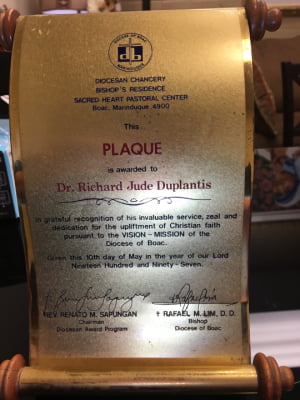 DIOCESE OF BOAC
MARINDUQUE
DIOCESAN CHANCERY
BISHOP'S RESIDENCE
SACRED HEART PASTORAL CENTER
Boac, Marinduque 4900
This
PLAQUE
is awarded to
Dr. Richard Jude Duplantis
in grateful recognition of his invaluable service, zeal and
dedication for the upliftment of Christian faith
pursuant to the VISION - MISSION of the
Diocese of Boac.
Given this 10th day of May in the year of our Lord
Nineteen Hundred and Ninety-Seven.
REV. RENATO M. SAPUNGAN
Chairman
Diocesan Award Program
† RAFAEL M. LIM, D. D.
Bishop
Diocese of Boac